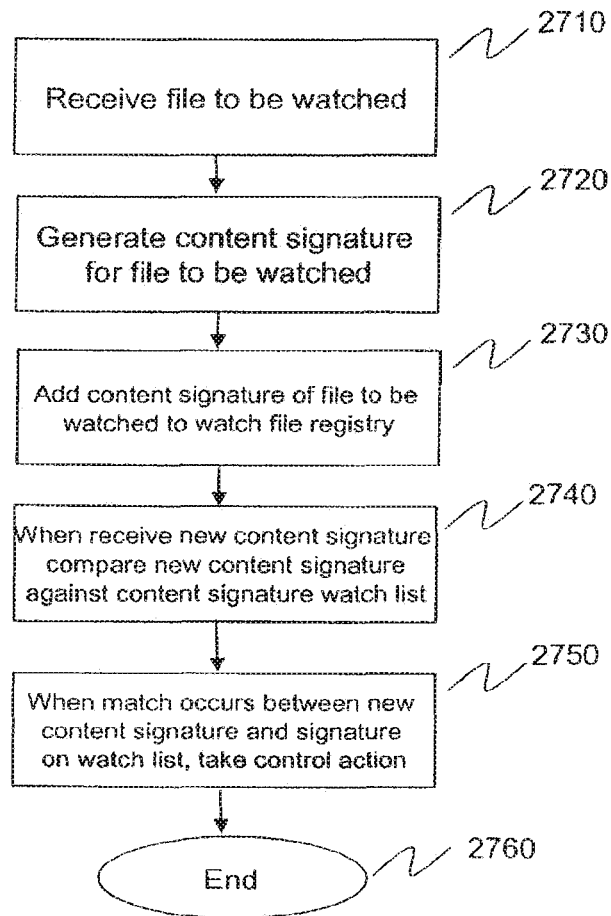 2710
Receive file to be watched
2720
Generate content signature
for file to be watched
2730
Add content signature of file to be
watched to watch file registry
2740
When receive new content signature
compare new content signature
against content signature watch list
2750
When match occurs between new
content signature and signature
on watch list, take control action
2760
End